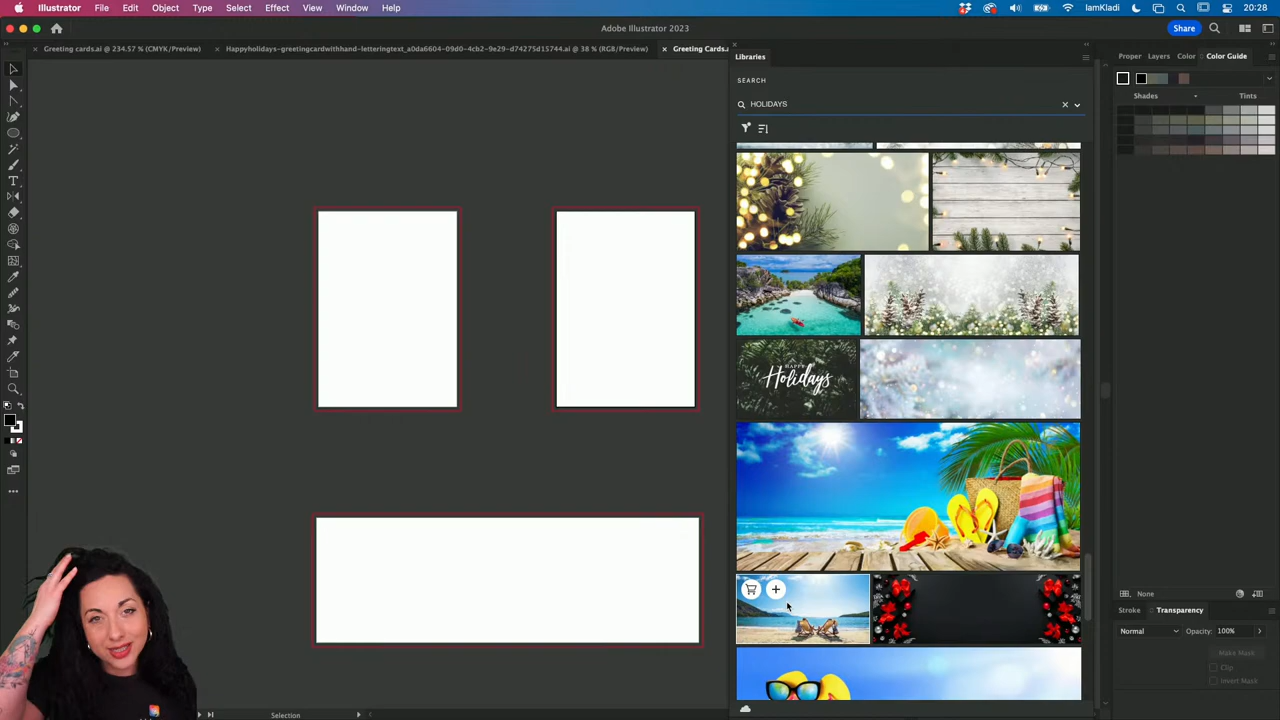 Illustrator File Edit Object Type Select Effect View Window Help
IamKladi 20:28
Adobe Illustrator 2023
Share
Greeting cards.ai @ 234.57 % (CMYK/Preview)
Happyholidays-greetingcardwithhand-letteringtext_a0da6604-09d0-4cb2-9e29-d74275d15744.ai @ 38 % (RGB/Preview)
Greeting Cards.
Libraries
Proper Layers Color Color Guide
SEARCH
HOLIDAYS
Shades Tints
HAPPY
Holidays
None
Stroke Transparency
Normal Opacity: 100%
Make Mask
Clip
Invert Mask
Selection